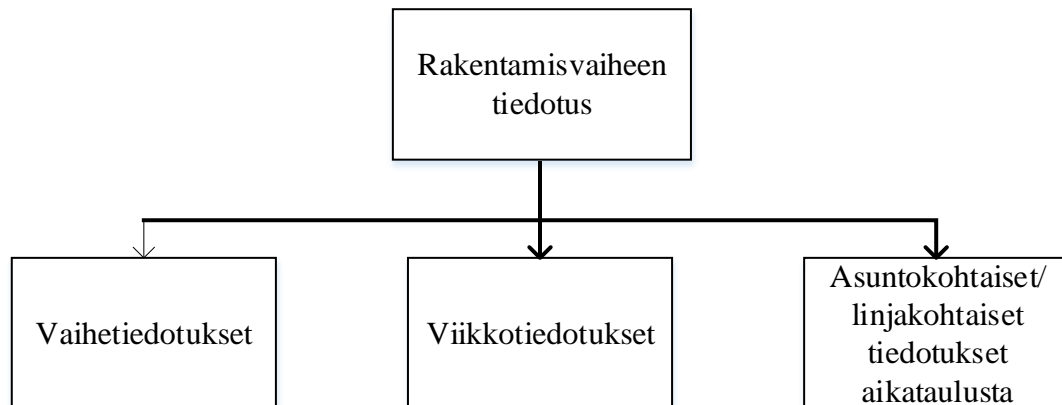 Rakentamisvaiheen
tiedotus
Vaihetiedotukset
Viikkotiedotukset
Asuntokohtaiset/
linjakohtaiset
tiedotukset
aikataulusta